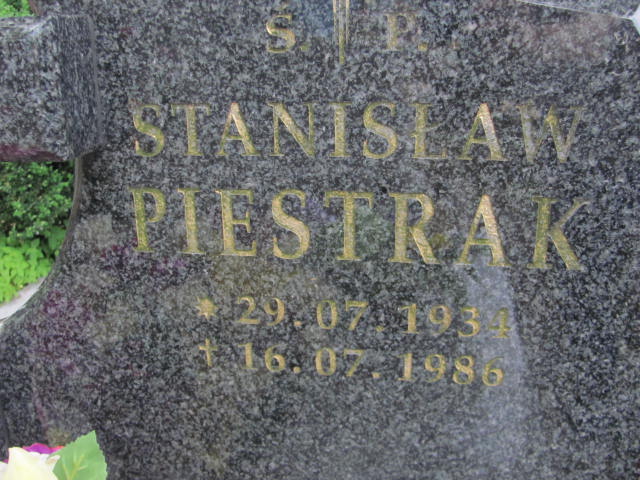 Ś. P.
STANISŁAW
PIESTRAK
* 29.07.1934
† 16.07.1986